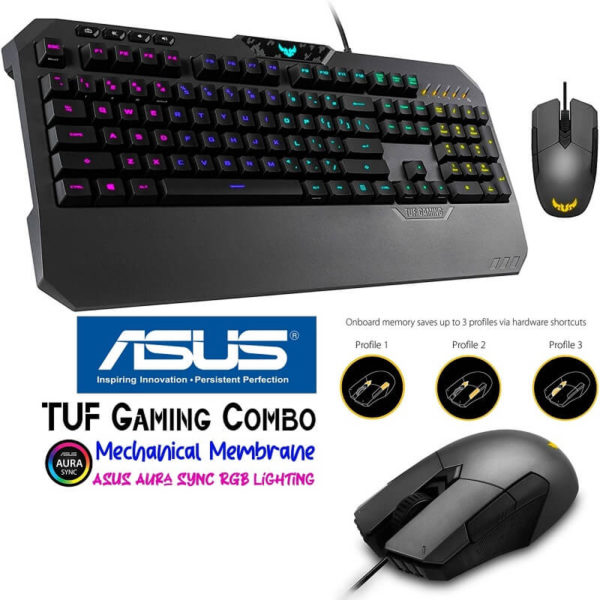 TUF GAMING
ASUS®
Inspiring Innovation • Persistent Perfection
Onboard memory saves up to 3 profiles via hardware shortcuts
Profile 1
Profile 2
Profile 3
TUF GAMING COMBO
ASUS
AURA
SYNC
Mechanical Membrane
ASUS AURA SYNC RGB LIGHTING